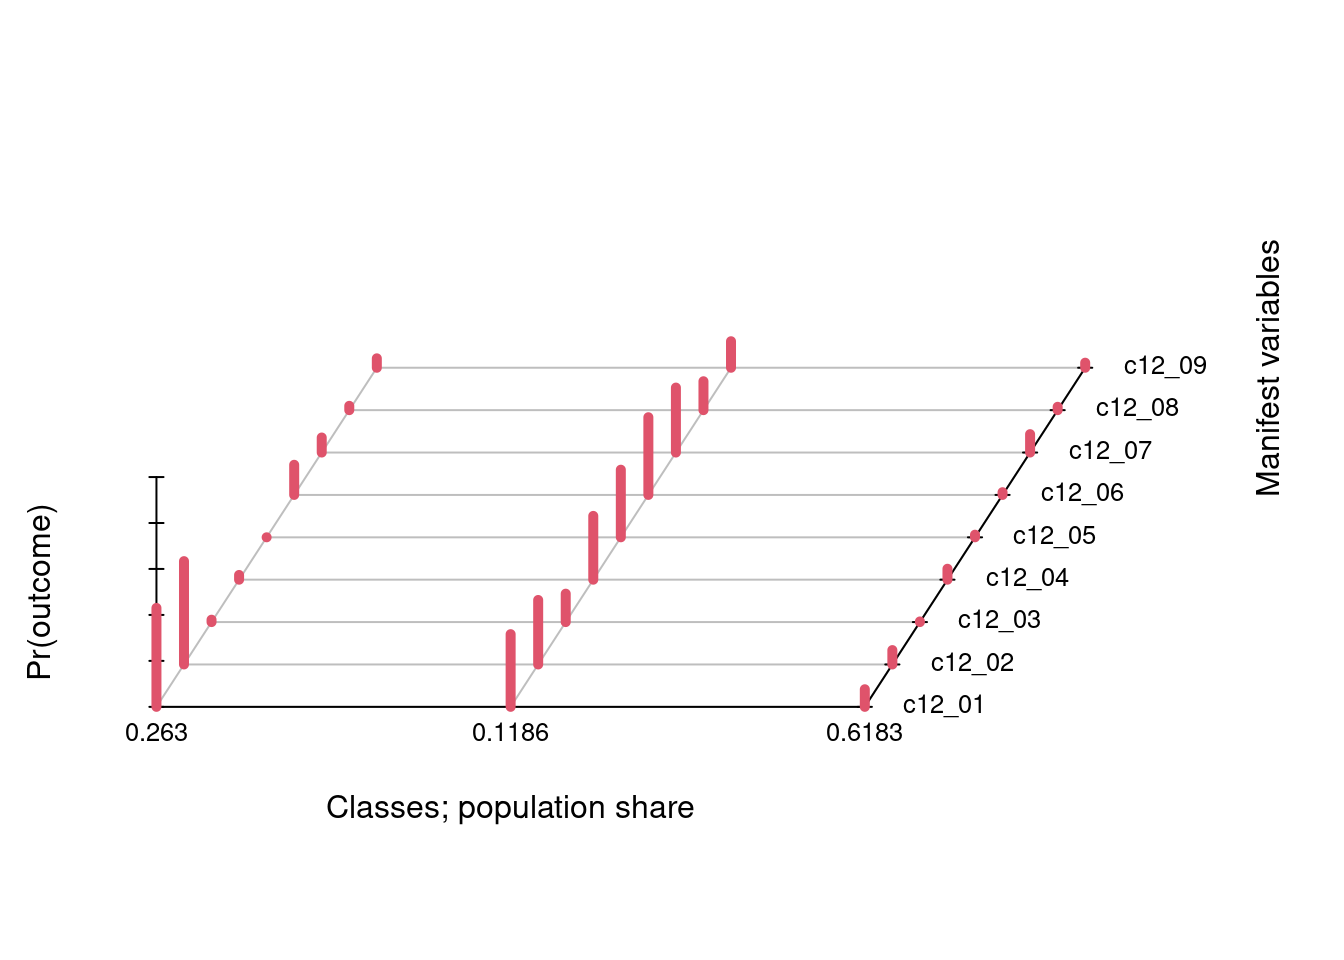 Manifest variables
c12_09
c12_08
c12_07
c12_06
c12_05
c12_04
c12_03
c12_02
c12_01
Pr(outcome)
0.263 0.1186 0.6183
Classes; population share